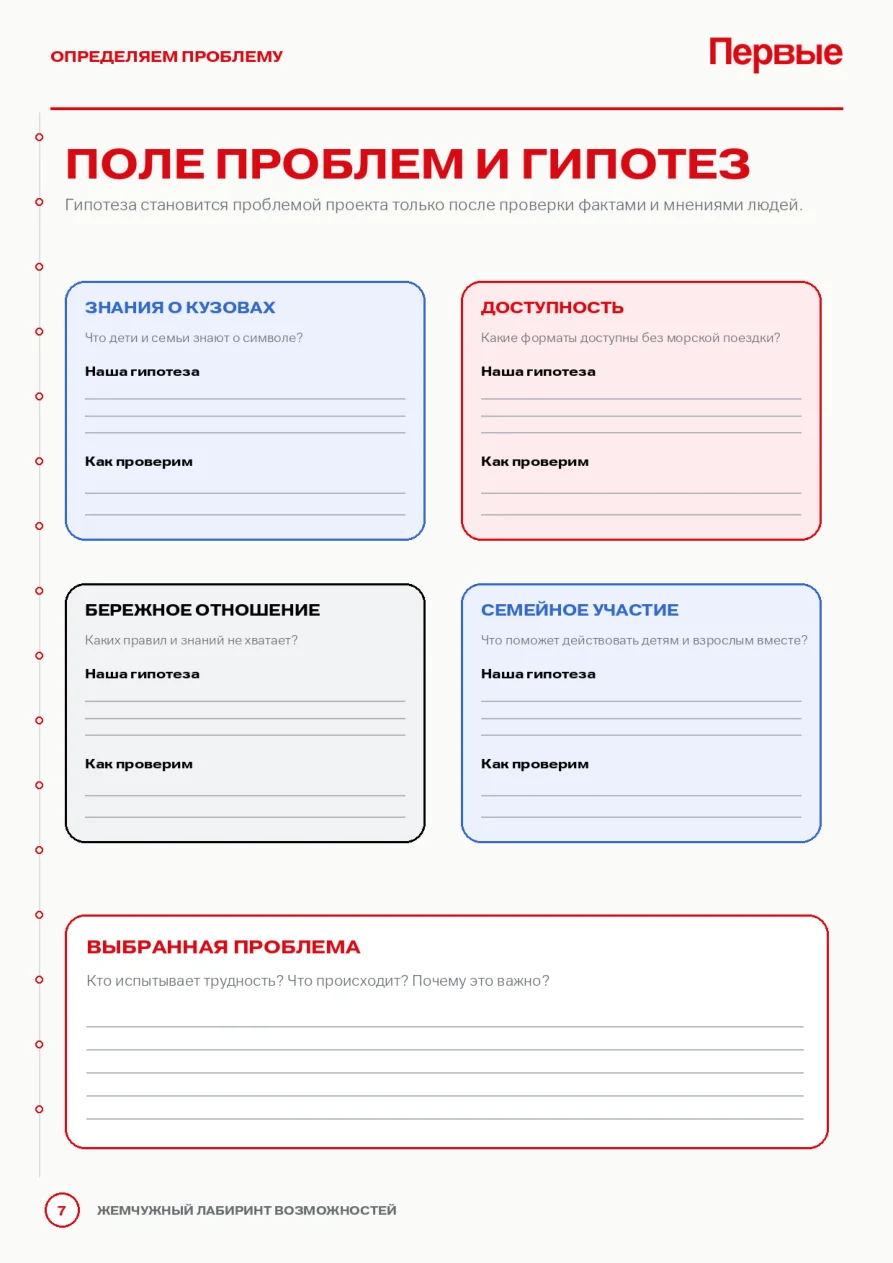 ОПРЕДЕЛЯЕМ ПРОБЛЕМУ
Первые
ПОЛЕ ПРОБЛЕМ И ГИПОТЕЗ
Гипотеза становится проблемой проекта только после проверки фактами и мнениями людей.
ЗНАНИЯ О КУЗОВАХ
Что дети и семьи знают о символе?
Наша гипотеза
Как проверим
ДОСТУПНОСТЬ
Какие форматы доступны без морской поездки?
Наша гипотеза
Как проверим
БЕРЕЖНОЕ ОТНОШЕНИЕ
Каких правил и знаний не хватает?
Наша гипотеза
Как проверим
СЕМЕЙНОЕ УЧАСТИЕ
Что поможет действовать детям и взрослым вместе?
Наша гипотеза
Как проверим
ВЫБРАННАЯ ПРОБЛЕМА
Кто испытывает трудность? Что происходит? Почему это важно?
7
ЖЕМЧУЖНЫЙ ЛАБИРИНТ ВОЗМОЖНОСТЕЙ